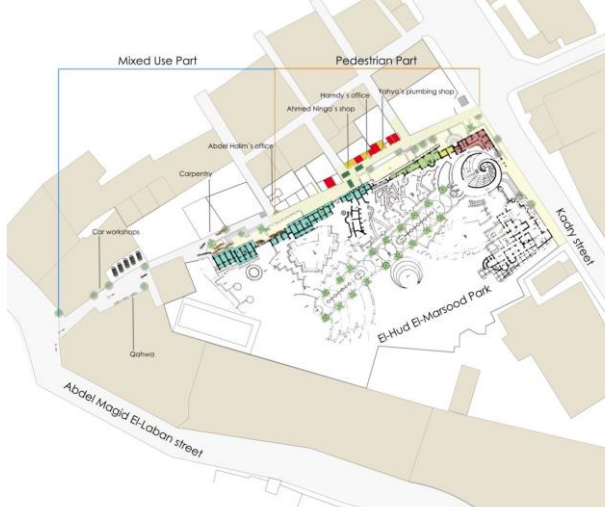 Mixed Use Part
Pedestrian Part
Hamdy's office
Yahya's plumbing shop
Ahmed Ninga's shop
Abdel Halim's office
Carpentry
Car workshops
Qahwa
Kadry street
El-Hud El-Marsood Park
Abdel Magid El-Laban street